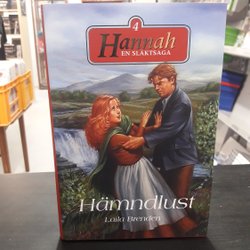 4
Hannah
EN SLÄKTSAGA
Hämndlust
Laila Brenden